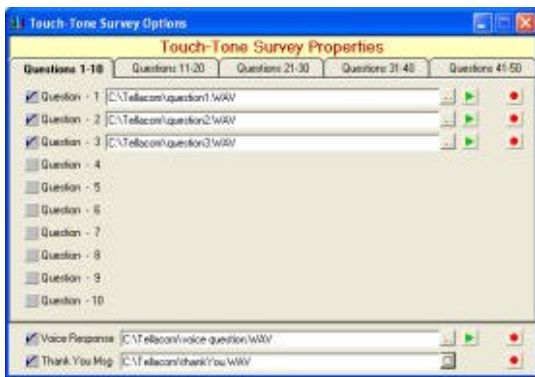 Touch-Tone Survey Options
Touch-Tone Survey Properties
Questions 1-10 Questions 11-20 Questions 21-30 Questions 31-40 Questions 41-50
Question - 1 C:\Tellacom\question1.WAV ...
Question - 2 C:\Tellacom\question2.WAV ...
Question - 3 C:\Tellacom\question3.WAV ...
Question - 4
Question - 5
Question - 6
Question - 7
Question - 8
Question - 9
Question - 10
Voice Response C:\Tellacom\voice question.WAV ...
Thank You Msg C:\Tellacom\thankYou.WAV